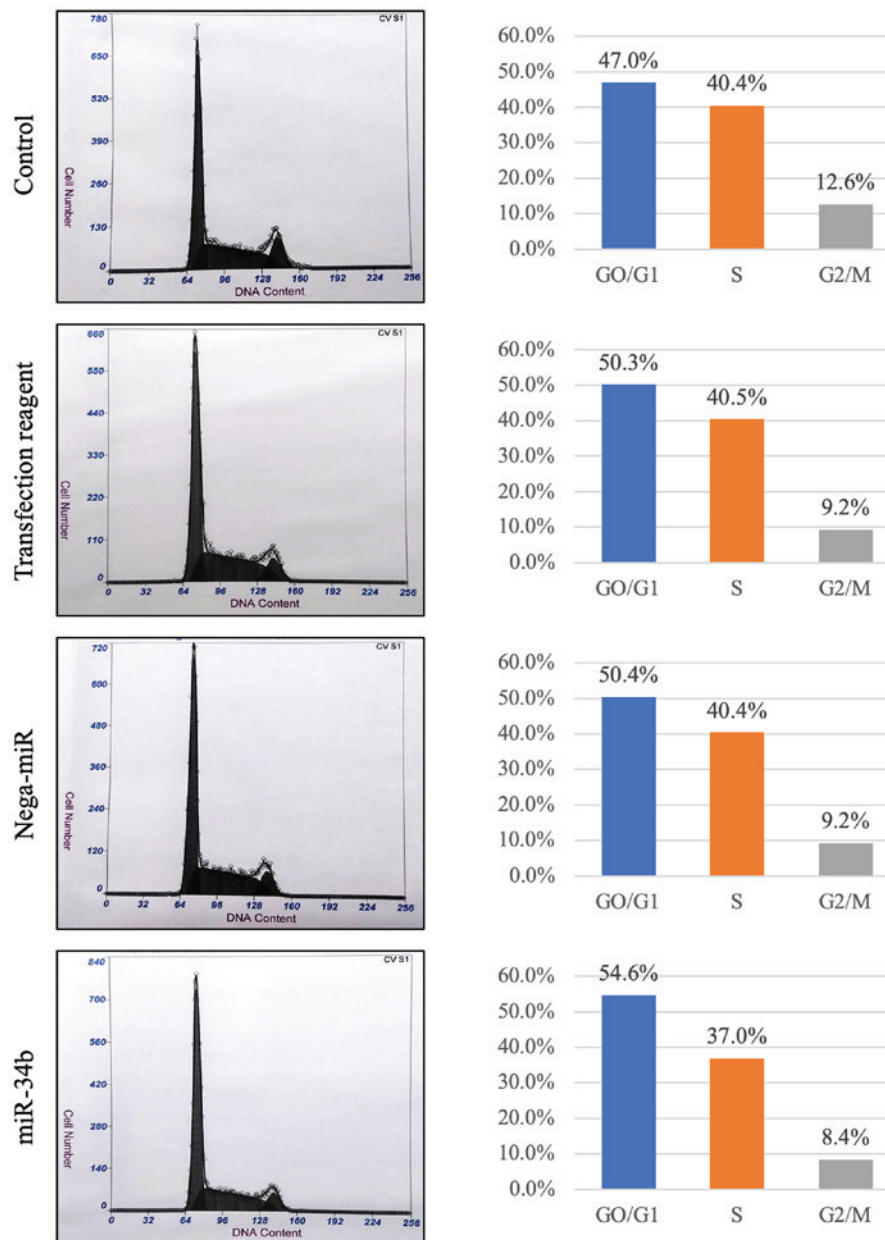 Control
CV S1
780
650
520
390
260
130
0
Cell Number
0 32 64 96 128 160 192 224 256
DNA Content
60.0%
50.0%
40.0%
30.0%
20.0%
10.0%
0.0%
47.0%
40.4%
12.6%
GO/G1 S G2/M
Transfection reagent
CV S1
660
550
440
330
220
110
0
Cell Number
0 32 64 96 128 160 192 224 256
DNA Content
60.0%
50.0%
40.0%
30.0%
20.0%
10.0%
0.0%
50.3%
40.5%
9.2%
GO/G1 S G2/M
Nega-miR
CV S1
720
600
480
360
240
120
0
Cell Number
0 32 64 96 128 160 192 224 256
DNA Content
60.0%
50.0%
40.0%
30.0%
20.0%
10.0%
0.0%
50.4%
40.4%
9.2%
GO/G1 S G2/M
miR-34b
CV S1
840
700
560
420
280
140
0
Cell Number
0 32 64 96 128 160 192 224 256
DNA Content
60.0%
50.0%
40.0%
30.0%
20.0%
10.0%
0.0%
54.6%
37.0%
8.4%
GO/G1 S G2/M